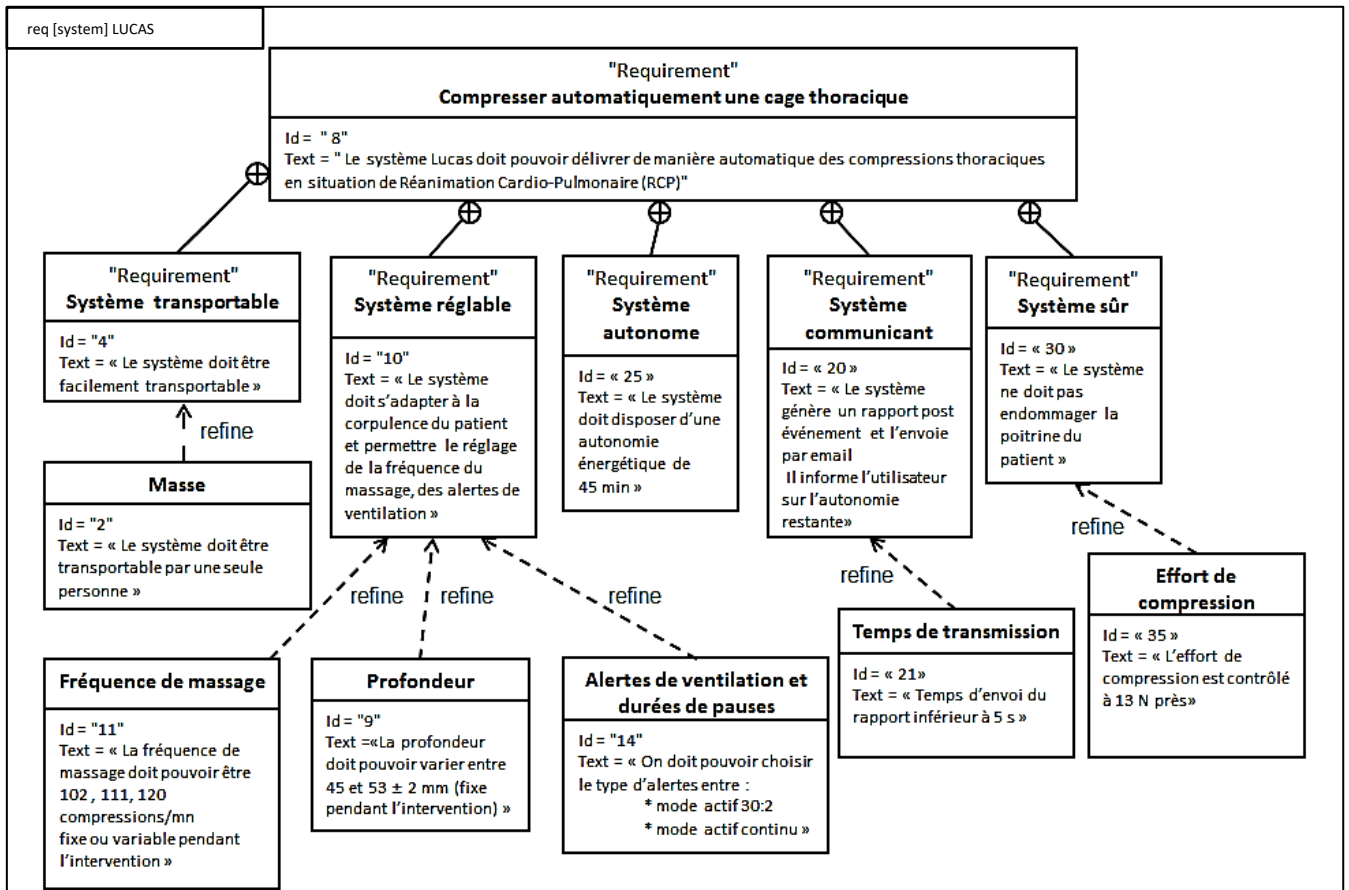 req [system] LUCAS
"Requirement"
Compresser automatiquement une cage thoracique
Id = " 8"
Text = " Le système Lucas doit pouvoir délivrer de manière automatique des compressions thoraciques
en situation de Réanimation Cardio-Pulmonaire (RCP)"
"Requirement"
Système transportable
Id = "4"
Text = « Le système doit être
facilement transportable »
"Requirement"
Système réglable
Id = "10"
Text = « Le système
doit s'adapter à la
corpulence du patient
et permettre le réglage
de la fréquence du
massage, des alertes de
ventilation »
"Requirement"
Système
autonome
Id = « 25 »
Text = « Le système
doit disposer d'une
autonomie
énergétique de
45 min »
"Requirement"
Système
communicant
Id = « 20 »
Text = « Le système
génère un rapport post
événement et l'envoie
par email
Il informe l'utilisateur
sur l'autonomie
restante»
"Requirement"
Système sûr
Id = « 30 »
Text = « Le système
ne doit pas
endommager la
poitrine du
patient »
refine
Masse
Id = "2"
Text = « Le système doit être
transportable par une seule
personne »
refine
refine
refine
refine
refine
Fréquence de massage
Id = "11"
Text = « La fréquence de
massage doit pouvoir être
102 , 111, 120
compressions/mn
fixe ou variable pendant
l'intervention »
Profondeur
Id = "9"
Text =«La profondeur
doit pouvoir varier entre
45 et 53 ± 2 mm (fixe
pendant l'intervention) »
Alertes de ventilation et
durées de pauses
Id = "14"
Text = « On doit pouvoir choisir
le type d'alertes entre :
* mode actif 30:2
* mode actif continu »
Temps de transmission
Id = « 21»
Text = « Temps d'envoi du
rapport inférieur à 5 s »
Effort de
compression
Id = « 35 »
Text = « L'effort de
compression est contrôlé
à 13 N près»